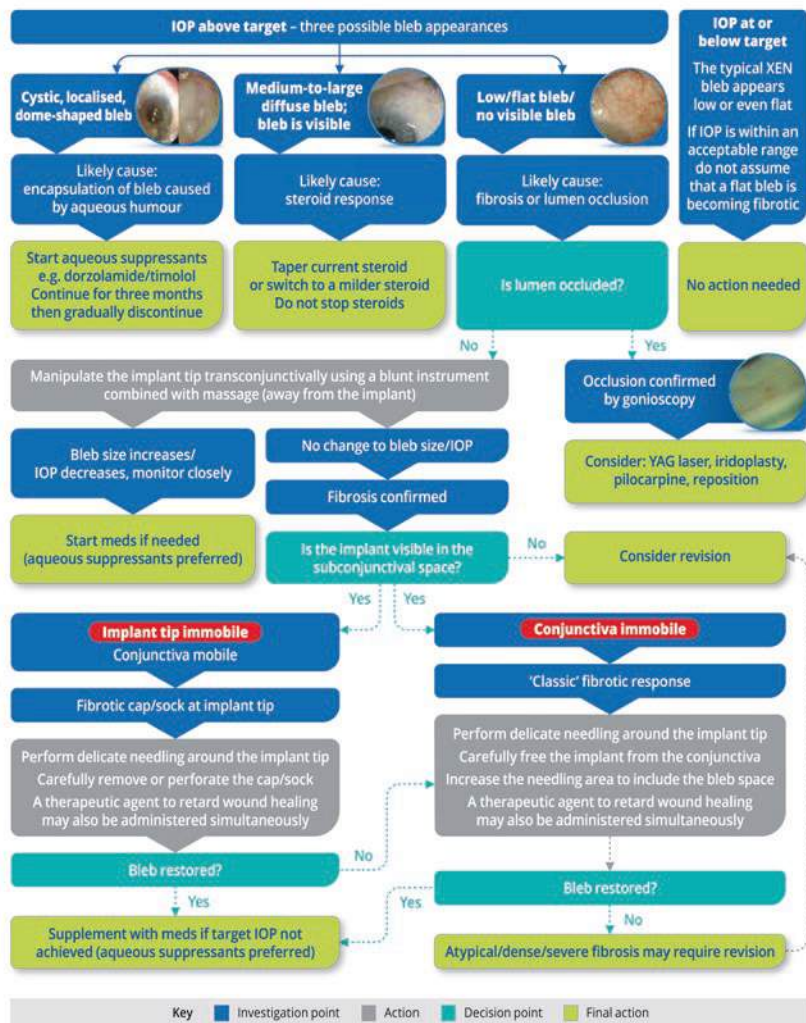 IOP above target – three possible bleb appearances
Cystic, localised,
dome-shaped bleb
Likely cause:
encapsulation of bleb caused
by aqueous humour
Start aqueous suppressants
e.g. dorzolamide/timolol
Continue for three months
then gradually discontinue
Medium-to-large
diffuse bleb;
bleb is visible
Likely cause:
steroid response
Taper current steroid
or switch to a milder steroid
Do not stop steroids
Low/flat bleb/
no visible bleb
Likely cause:
fibrosis or lumen occlusion
Is lumen occluded?
IOP at or
below target
The typical XEN
bleb appears
low or even flat
If IOP is within an
acceptable range
do not assume
that a flat bleb is
becoming fibrotic
No action needed
No
Yes
Manipulate the implant tip transconjunctivally using a blunt instrument
combined with massage (away from the implant)
Occlusion confirmed
by gonioscopy
Consider: YAG laser, iridoplasty,
pilocarpine, reposition
Bleb size increases/
IOP decreases, monitor closely
Start meds if needed
(aqueous suppressants preferred)
No change to bleb size/IOP
Fibrosis confirmed
Is the implant visible in the
subconjunctival space?
No
Consider revision
Yes
Yes
Implant tip immobile
Conjunctiva mobile
Fibrotic cap/sock at implant tip
Perform delicate needling around the implant tip
Carefully remove or perforate the cap/sock
A therapeutic agent to retard wound healing
may also be administered simultaneously
Bleb restored?
No
Yes
Supplement with meds if target IOP not
achieved (aqueous suppressants preferred)
Conjunctiva immobile
‘Classic’ fibrotic response
Perform delicate needling around the implant tip
Carefully free the implant from the conjunctiva
Increase the needling area to include the bleb space
A therapeutic agent to retard wound healing
may also be administered simultaneously
Bleb restored?
Yes
No
Atypical/dense/severe fibrosis may require revision
Key Investigation point Action Decision point Final action